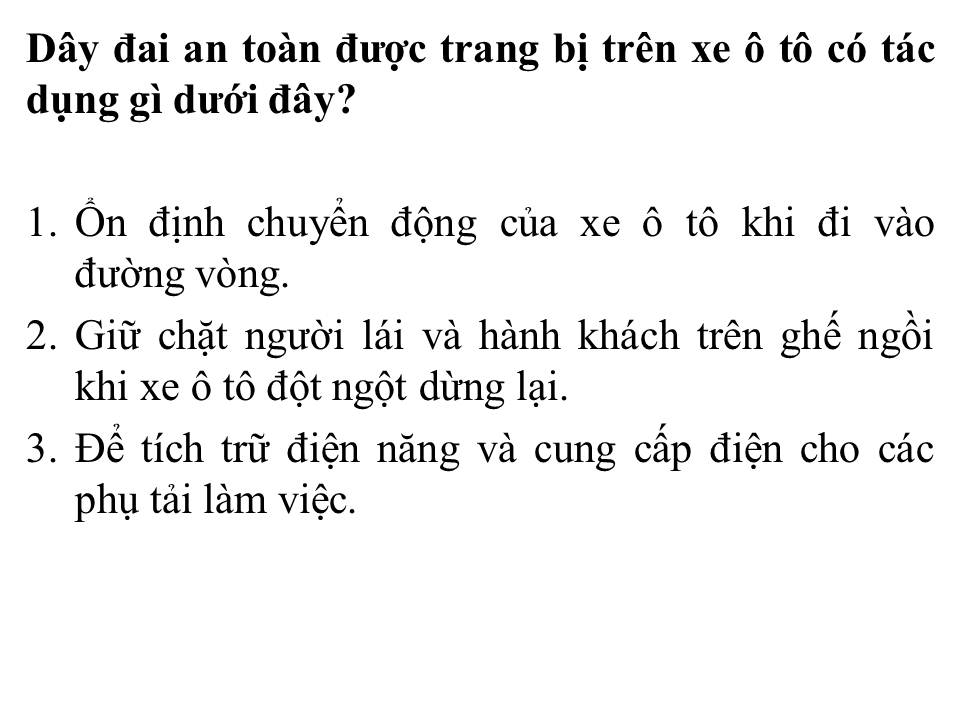 Dây đai an toàn được trang bị trên xe ô tô có tác
dụng gì dưới đây?
1. Ổn định chuyển động của xe ô tô khi đi vào
đường vòng.
2. Giữ chặt người lái và hành khách trên ghế ngồi
khi xe ô tô đột ngột dừng lại.
3. Để tích trữ điện năng và cung cấp điện cho các
phụ tải làm việc.